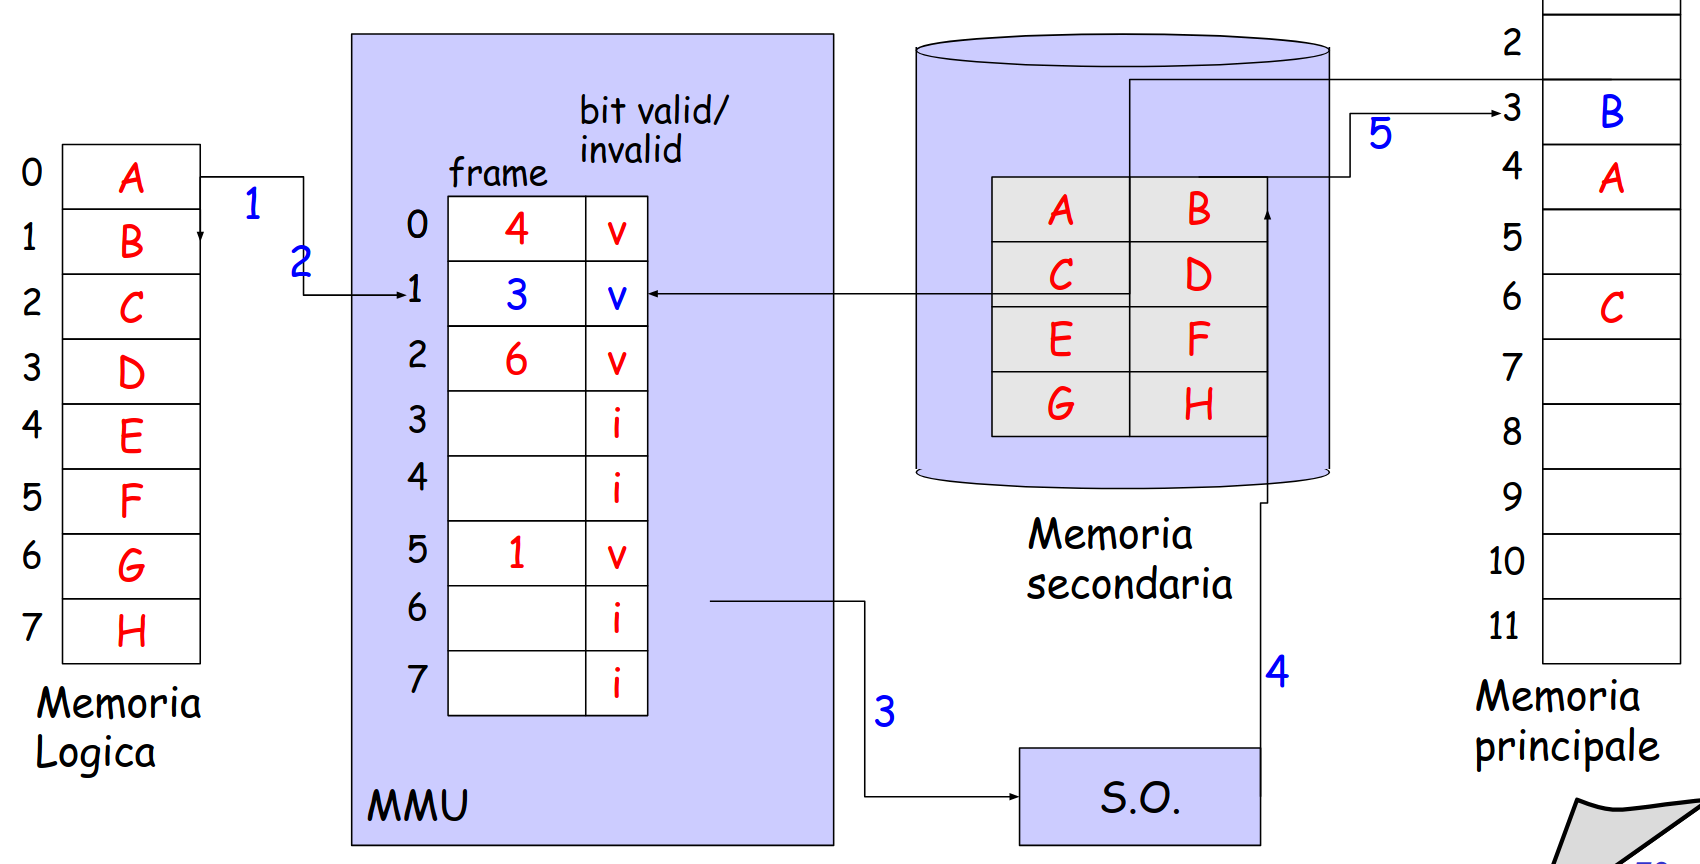 0 A
1 B
2 C
3 D
4 E
5 F
6 G
7 H
Memoria
Logica
1
2
bit valid/
invalid
frame
0 4 v
1 3 v
2 6 v
3 i
4 i
5 1 v
6 i
7 i
MMU
3
A B
C D
E F
G H
Memoria
secondaria
4
S.O.
5
2
3 B
4 A
5
6 C
7
8
9
10
11
Memoria
principale